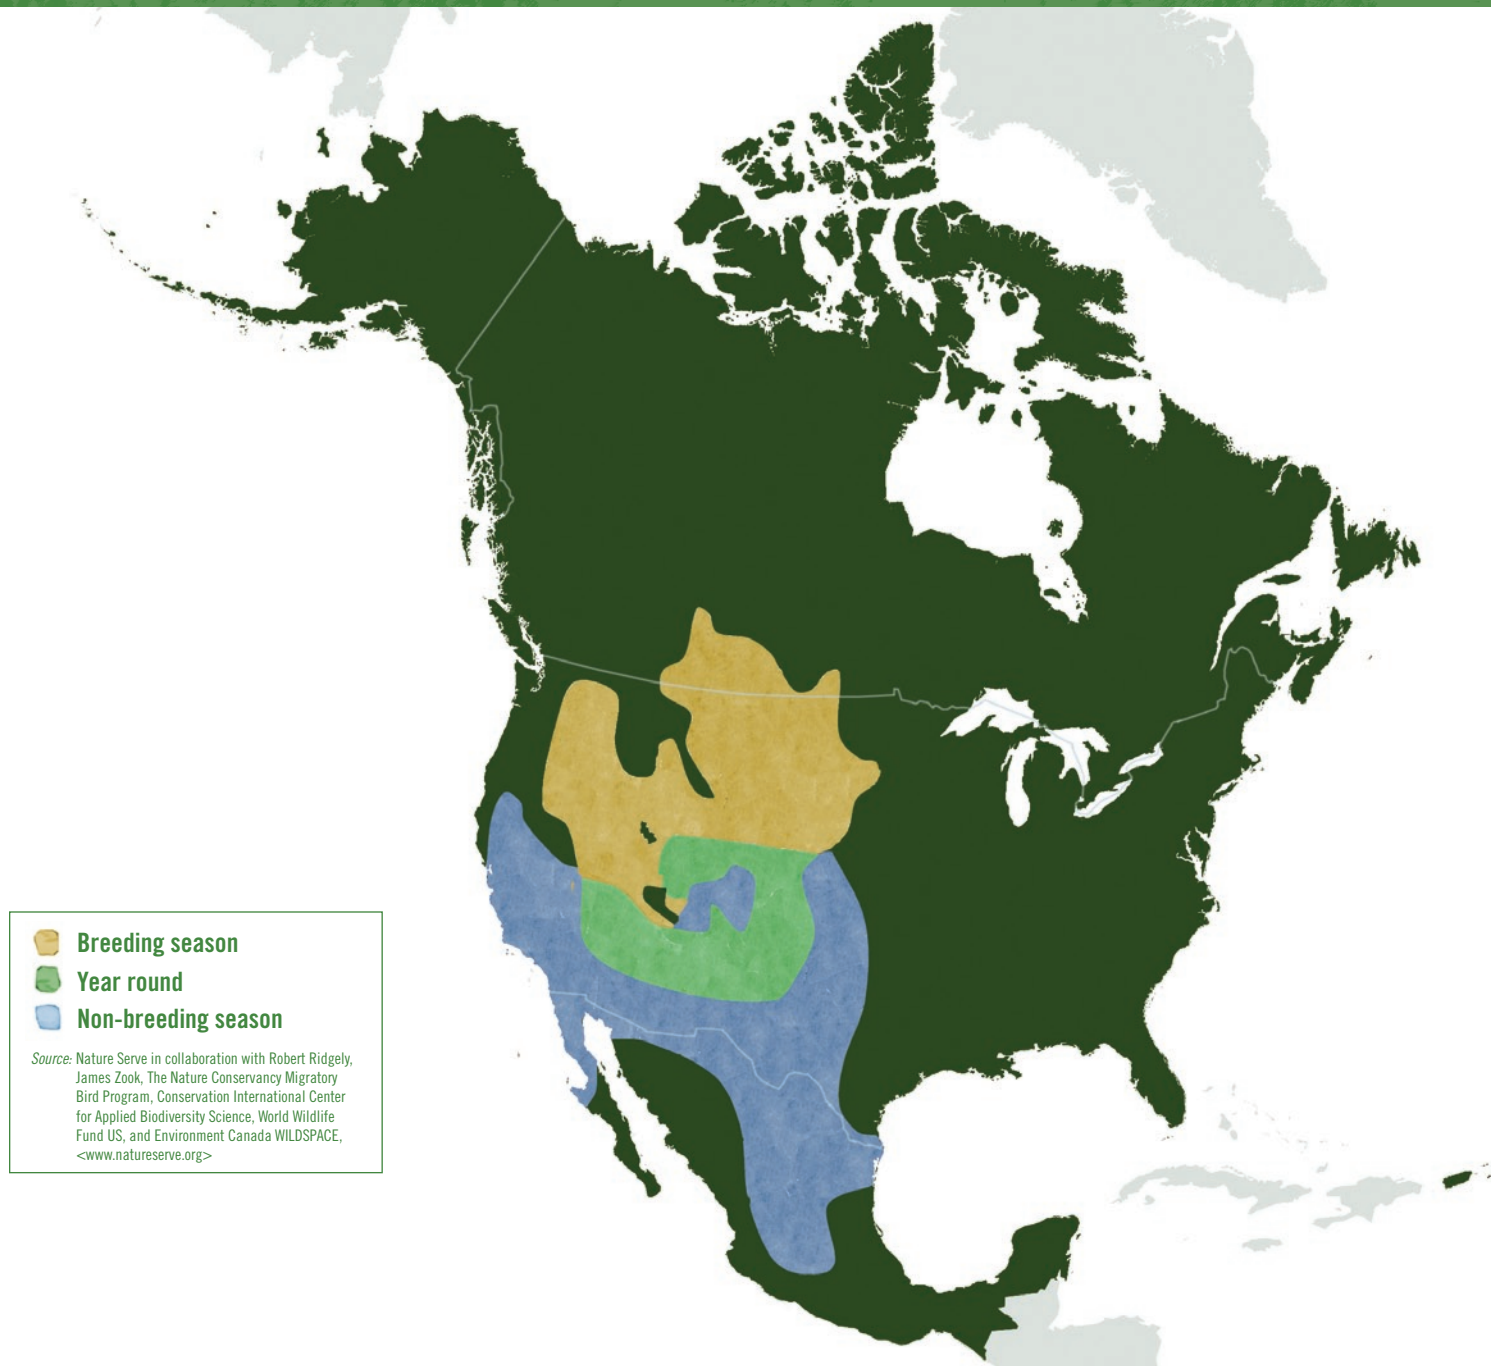 Breeding season
Year round
Non-breeding season
Source: Nature Serve in collaboration with Robert Ridgely,
James Zook, The Nature Conservancy Migratory
Bird Program, Conservation International Center
for Applied Biodiversity Science, World Wildlife
Fund US, and Environment Canada WILDSPACE,
<www.natureserve.org>